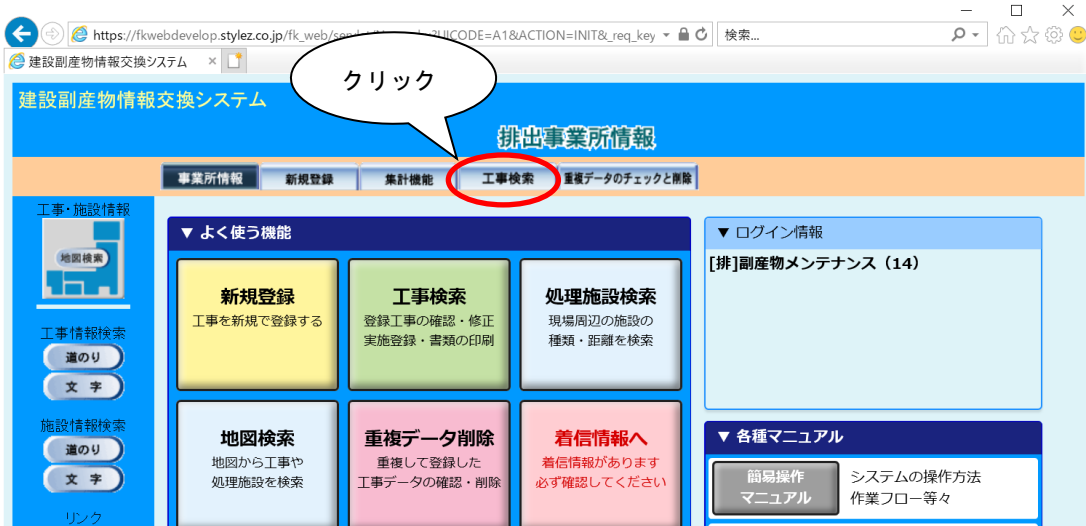 https://fkwebdevelop.stylez.co.jp/fk_web/
CODE=A1&ACTION=INIT&_req_key
検索...
建設副産物情報交換システム
クリック
建設副産物情報交換システム
排出事業所情報
事業所情報
新規登録
集計機能
工事検索
重複データのチェックと削除
工事・施設情報
地図検索
工事情報検索
道のり
文 字
施設情報検索
道のり
文 字
リンク
▼ よく使う機能
新規登録
工事を新規で登録する
工事検索
登録工事の確認・修正
実施登録・書類の印刷
処理施設検索
現場周辺の施設の
種類・距離を検索
地図検索
地図から工事や
処理施設を検索
重複データ削除
重複して登録した
工事データの確認・削除
着信情報へ
着信情報があります
必ず確認してください
▼ ログイン情報
[排]副産物メンテナンス（14）
▼ 各種マニュアル
簡易操作
マニュアル
システムの操作方法
作業フロー等々